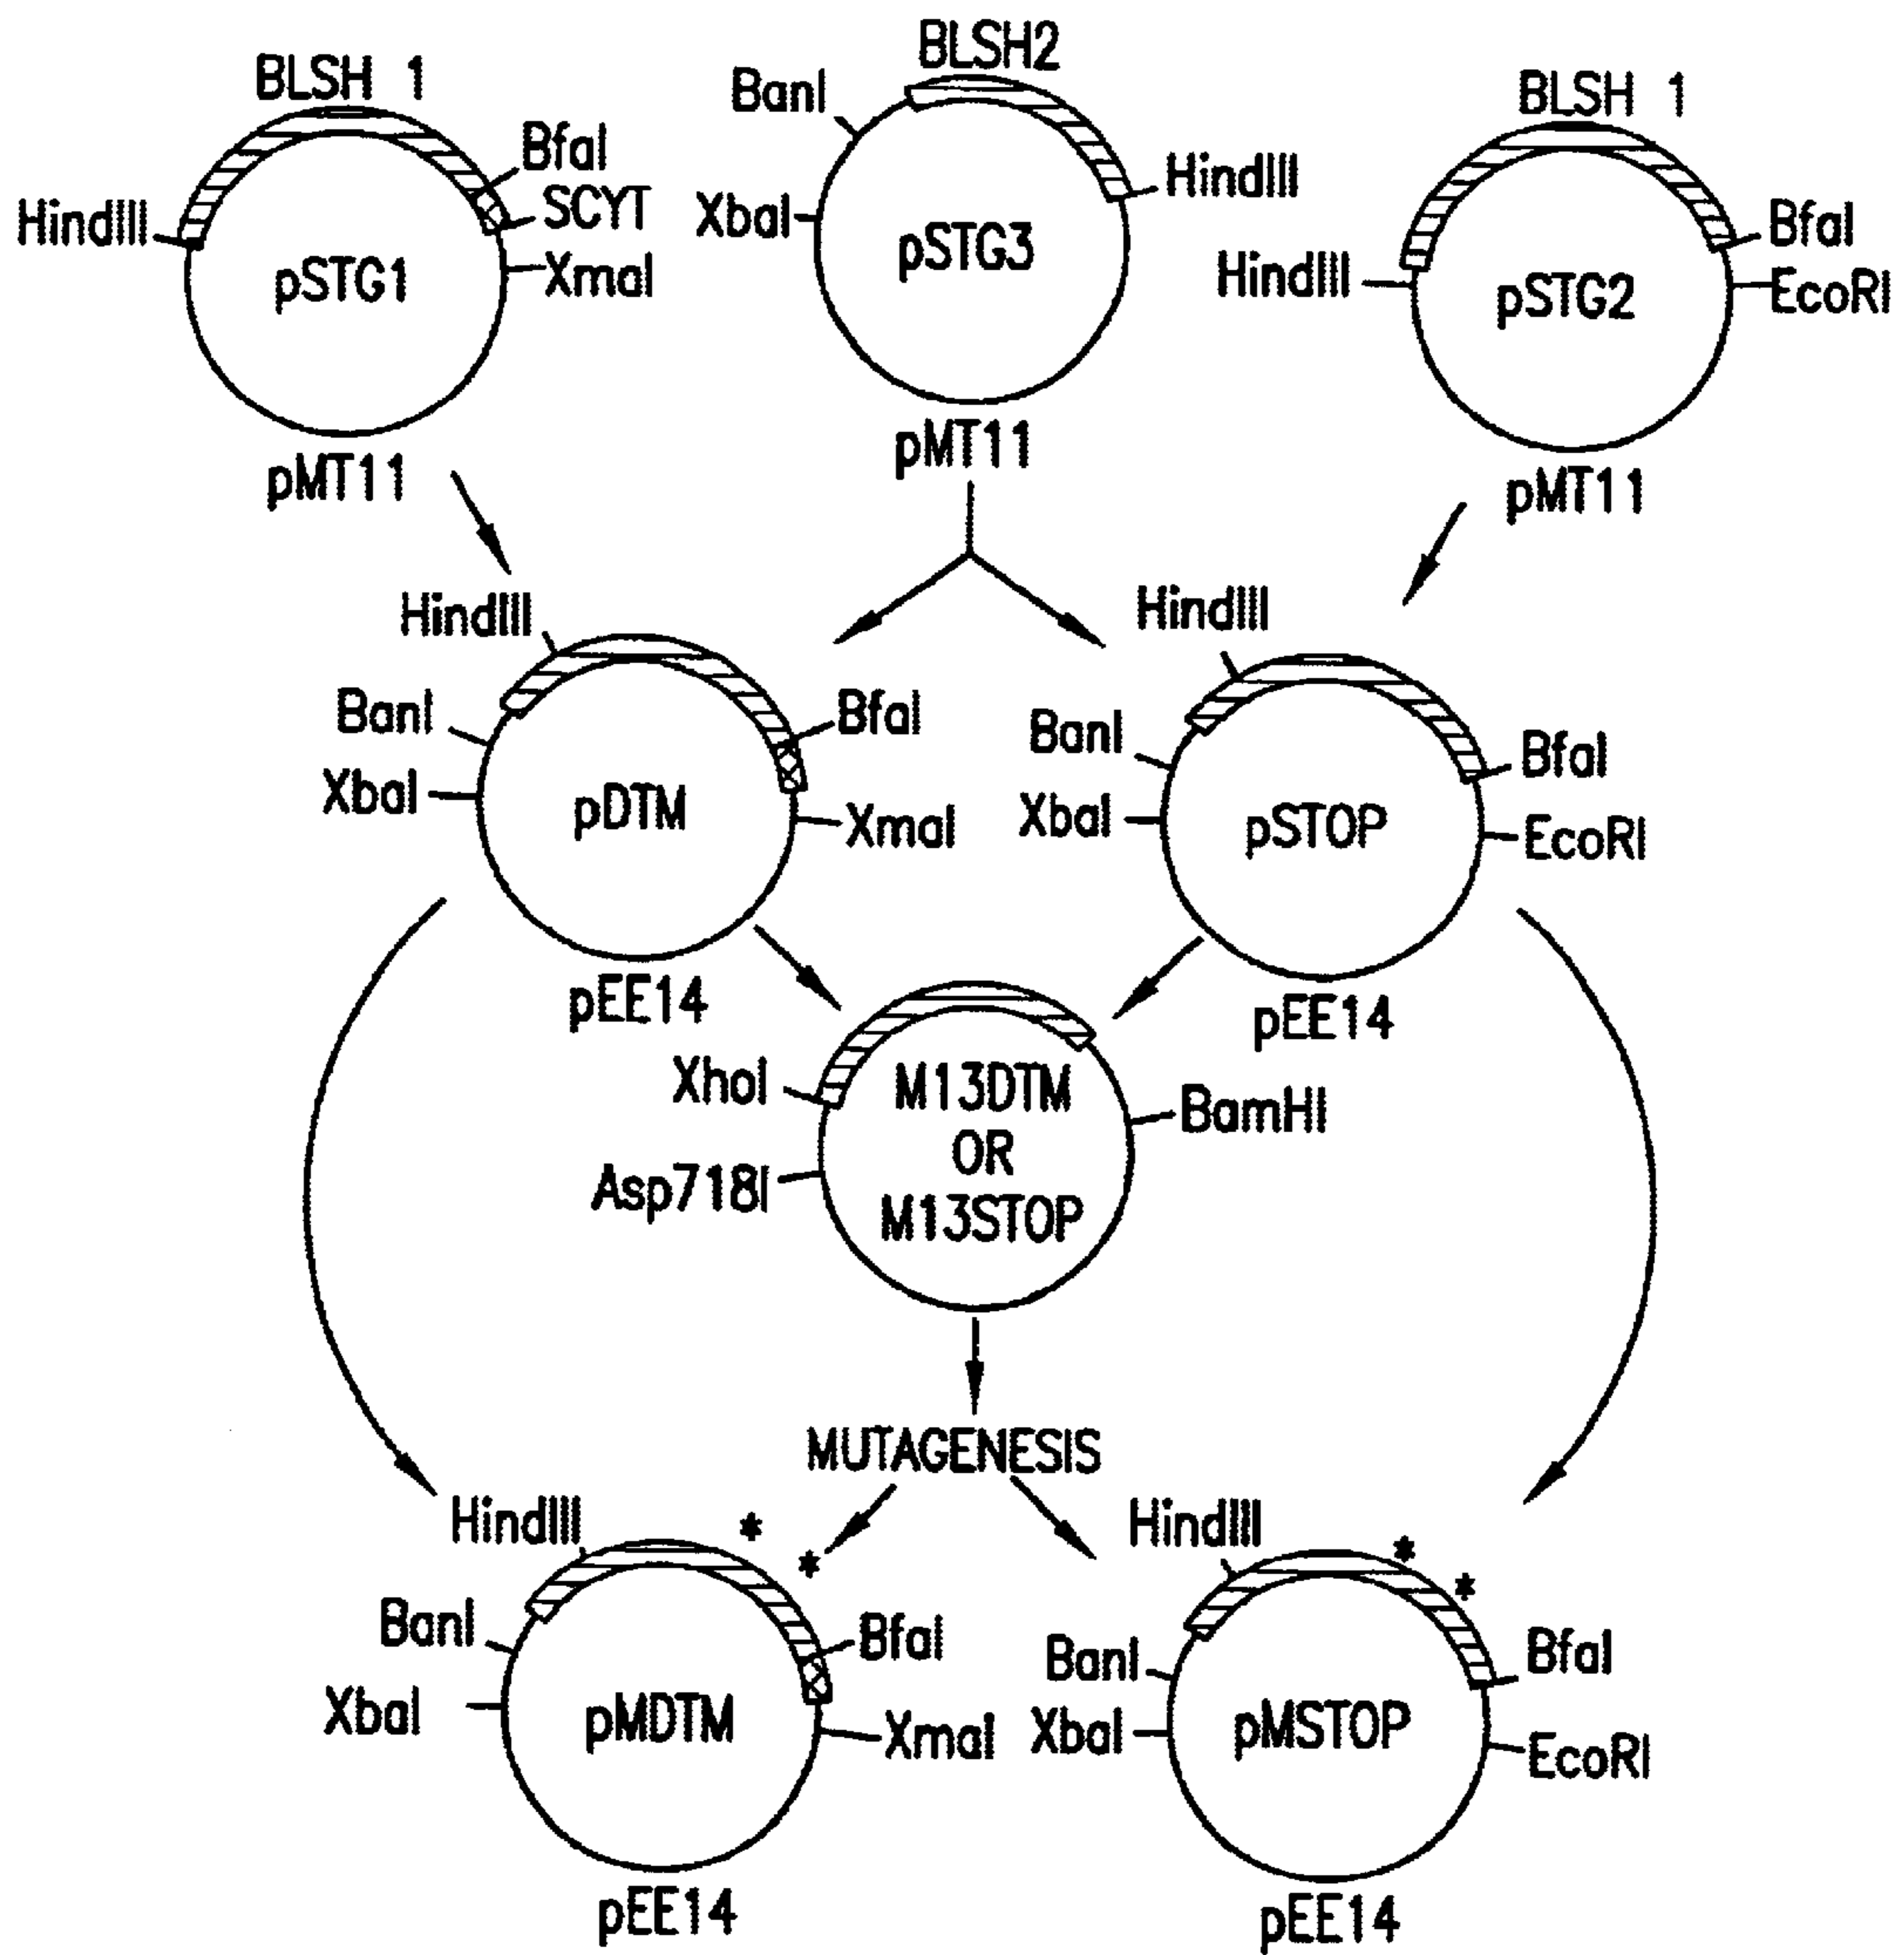 BLSH 1
BfaI
SCYT
HindIII
XmaI
pSTG1
pMT11
BLSH2
BanI
HindIII
XbaI
pSTG3
pMT11
BLSH 1
BfaI
HindIII
EcoRI
pSTG2
pMT11
HindIII
BanI
BfaI
XbaI
pDTM
XmaI
pEE14
HindIII
BanI
BfaI
XbaI
pSTOP
EcoRI
pEE14
XhoI
M13DTM
OR
M13STOP
BamHI
Asp718I
MUTAGENESIS
HindIII
*
*
BanI
BfaI
XbaI
pMDTM
XmaI
pEE14
HindIII
*
*
BanI
BfaI
XbaI
pMSTOP
EcoRI
pEE14